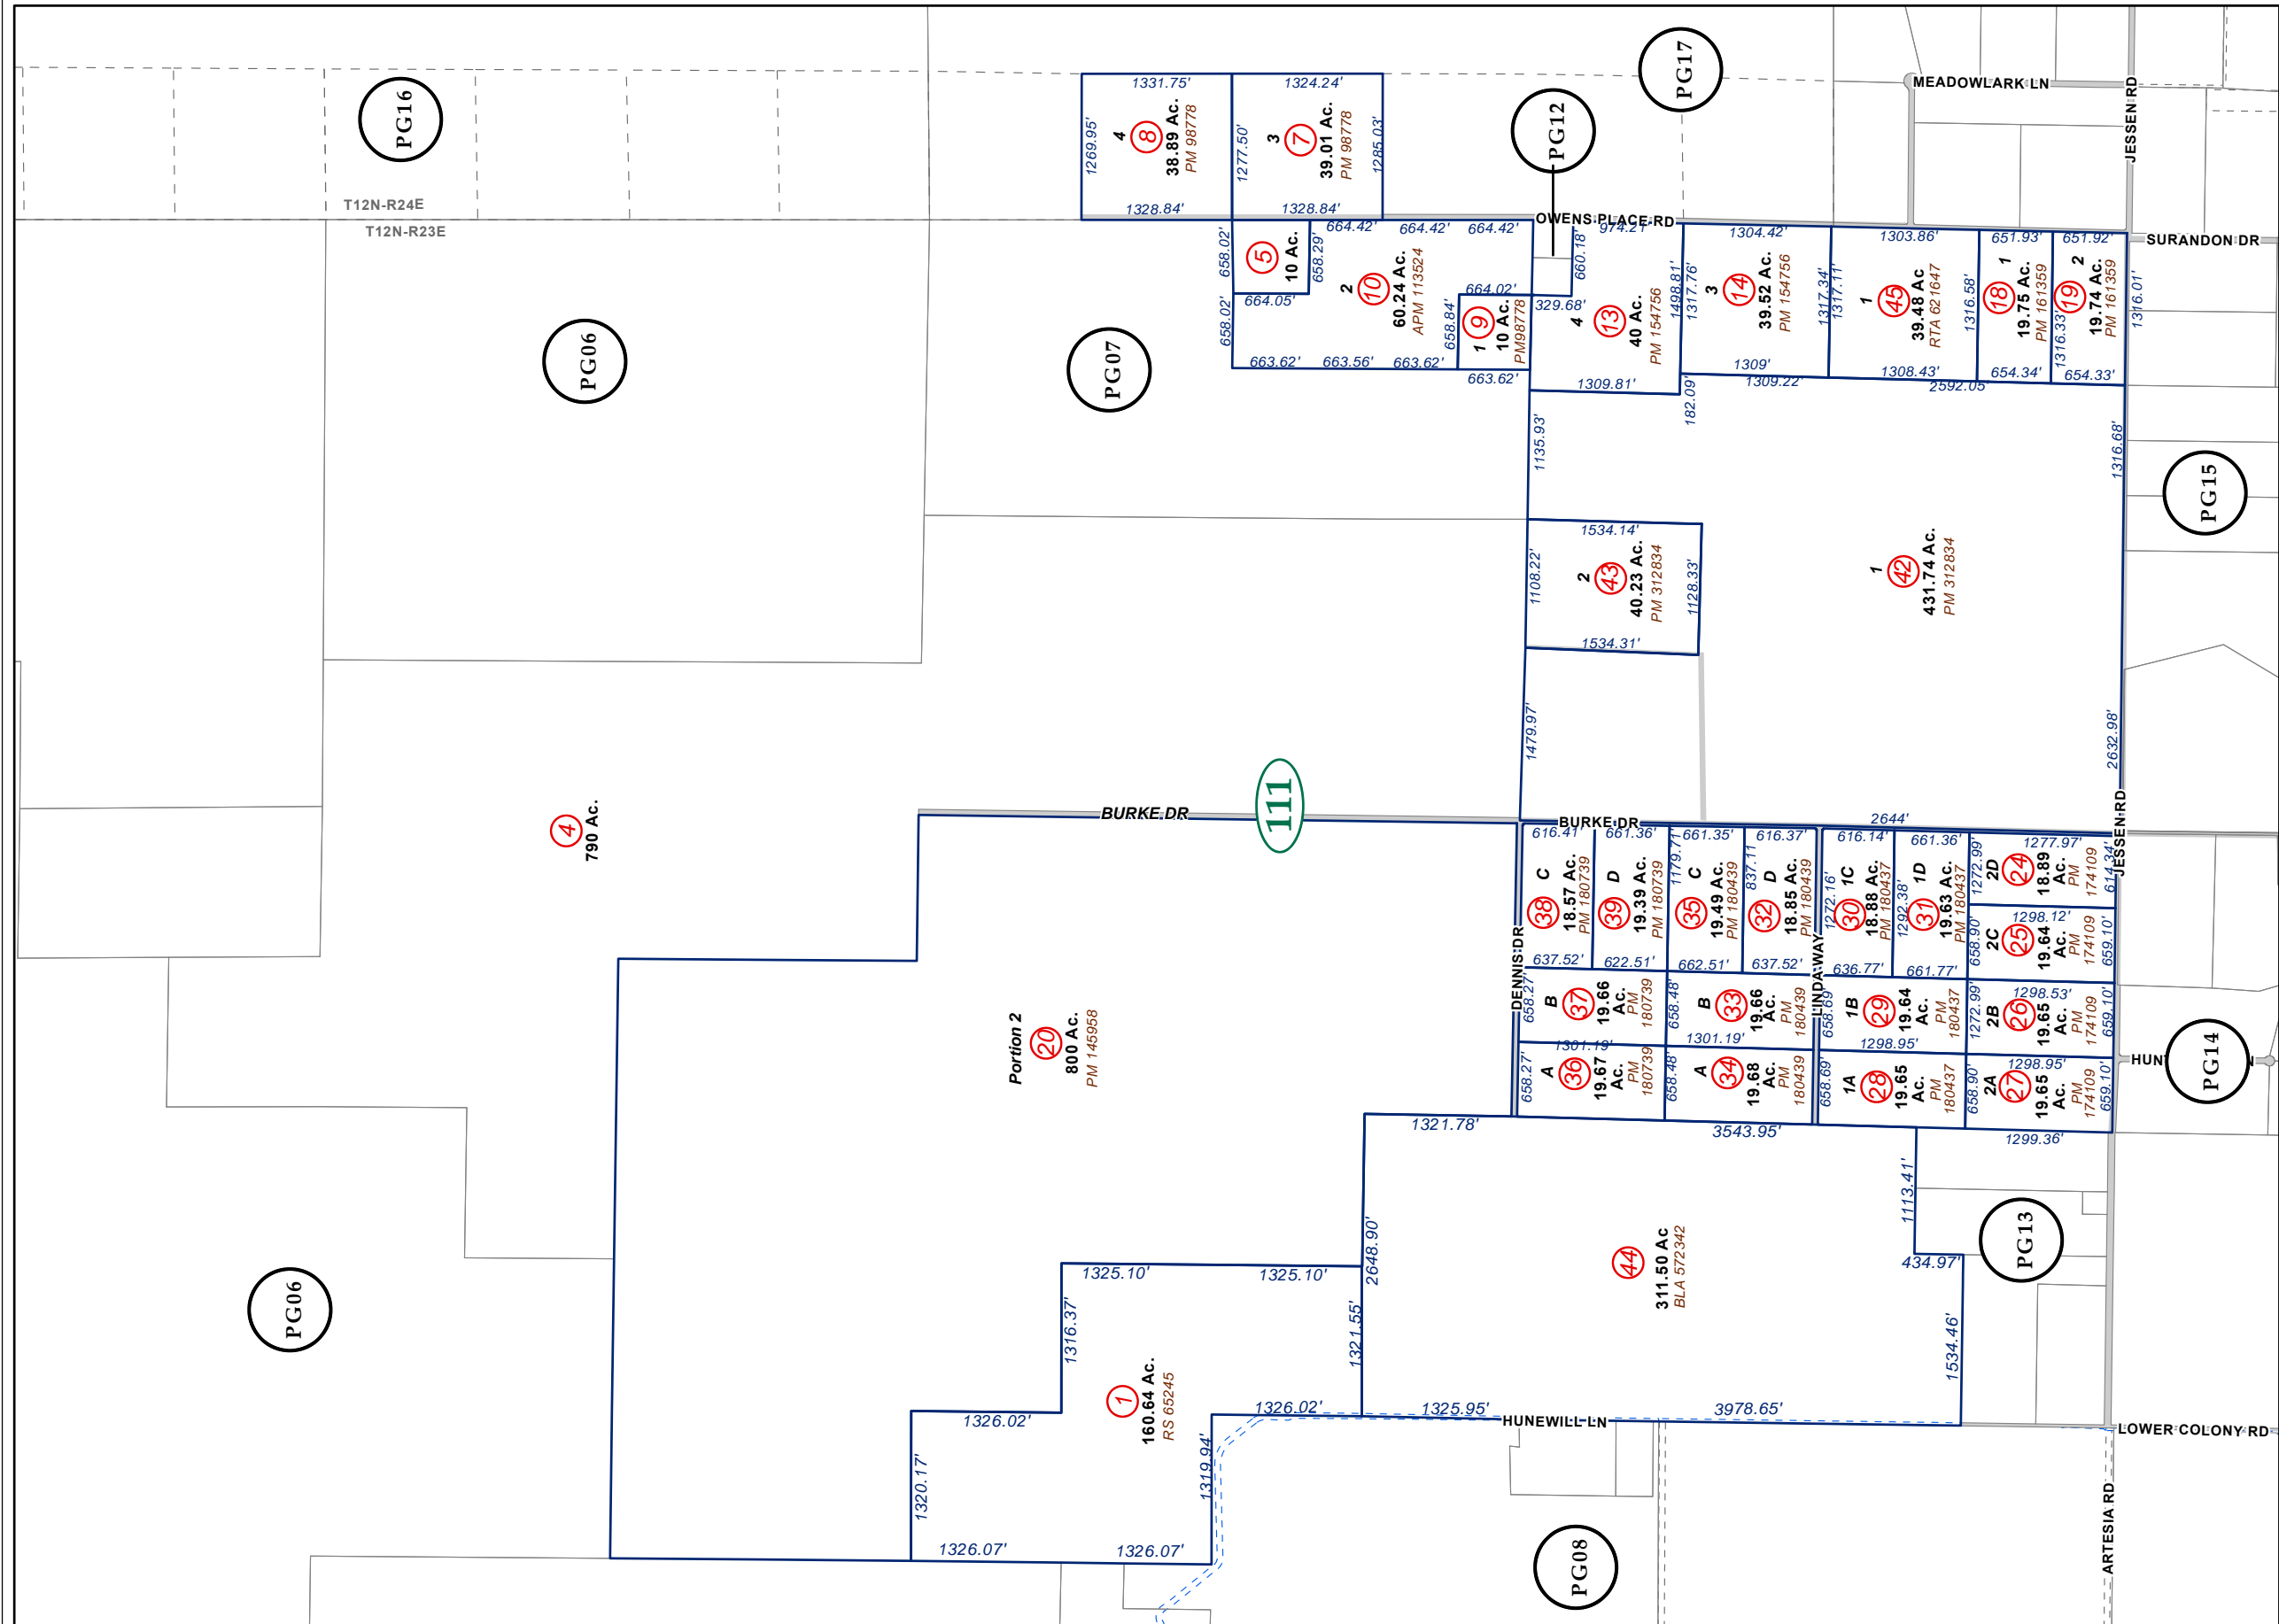 PG16
T12N-R24E
T12N-R23E
PG06
PG06
PG07
PG17
PG12
PG15
PG14
PG13
PG08
111
MEADOWLARK LN
JESSEN RD
OWENS PLACE RD
SURANDON DR
BURKE DR
BURKE DR
JESSEN RD
DENNIS DR
LINDA WAY
HUNEWILL LN
LOWER COLONY RD
ARTESIA RD
1331.75'
1269.95'
4
8
38.89 Ac.
PM 98778
1328.84'
1324.24'
1277.50'
3
7
39.01 Ac.
PM 98778
1285.03'
1328.84'
658.02'
5
10 Ac.
658.29'
664.05'
658.02'
664.42'
664.42'
664.42'
2
10
60.24 Ac.
APM 113524
663.62'
663.56'
663.62'
658.84'
664.02'
1
9
10 Ac.
PM98778
663.62'
974.21'
660.18'
329.68'
4
13
40 Ac.
PM 154756
1498.81'
1309.81'
182.09'
1304.42'
1317.76'
3
14
39.52 Ac.
PM 154756
1317.34'
1309'
1309.22'
1303.86'
1317.11'
1
45
39.48 Ac
RTA 621647
1316.58'
1308.43'
2592.05'
651.93'
1
18
19.75 Ac.
PM 161359
654.34'
651.92'
1316.33'
2
19
19.74 Ac.
PM 161359
654.33'
1316.01'
1135.93'
1316.68'
1534.14'
1108.22'
2
43
40.23 Ac.
PM 312834
1128.33'
1534.31'
1
42
431.74 Ac.
PM 312834
1479.97'
2632.98'
2644'
4
790 Ac.
Portion 2
20
800 Ac.
PM 145958
616.41'
C
38
18.57 Ac.
PM 180739
637.52'
661.36'
D
39
19.39 Ac.
PM 180739
622.51'
661.35'
1179.71'
C
35
19.49 Ac.
PM 180439
662.51'
616.37'
837.11
D
32
18.85 Ac.
PM 180439
637.52'
616.14'
1272.16'
1C
30
18.88 Ac.
PM 180437
636.77'
661.36'
1292.38'
1D
31
19.63 Ac.
PM 180437
661.77'
1277.97'
1272.99'
2D
24
18.89
Ac.
PM
174109
614.34'
1298.12'
658.90'
2C
25
19.64
Ac.
PM
174109
659.10'
658.27'
B
37
19.66
Ac.
PM
180739
658.48'
B
33
19.66
Ac.
PM
180439
658.69'
1B
29
19.64
Ac.
PM
180437
1298.53'
1272.99'
2B
26
19.65
Ac.
PM
174109
659.10'
1301.19'
658.27'
A
36
19.67
Ac.
PM
180739
1301.19'
658.48'
A
34
19.68
Ac.
PM
180439
1298.95'
658.69'
1A
28
19.65
Ac.
PM
180437
1298.95'
658.90'
2A
27
19.65
Ac.
PM
174109
659.10'
1299.36'
1321.78'
3543.95'
1113.41'
434.97'
1534.46'
2648.90'
44
311.50 Ac
BLA 572342
1325.95'
3978.65'
1325.10'
1325.10'
1316.37'
1321.55'
1
160.64 Ac.
RS 65245
1326.02'
1326.02'
1320.17'
1319.94'
1326.07'
1326.07'